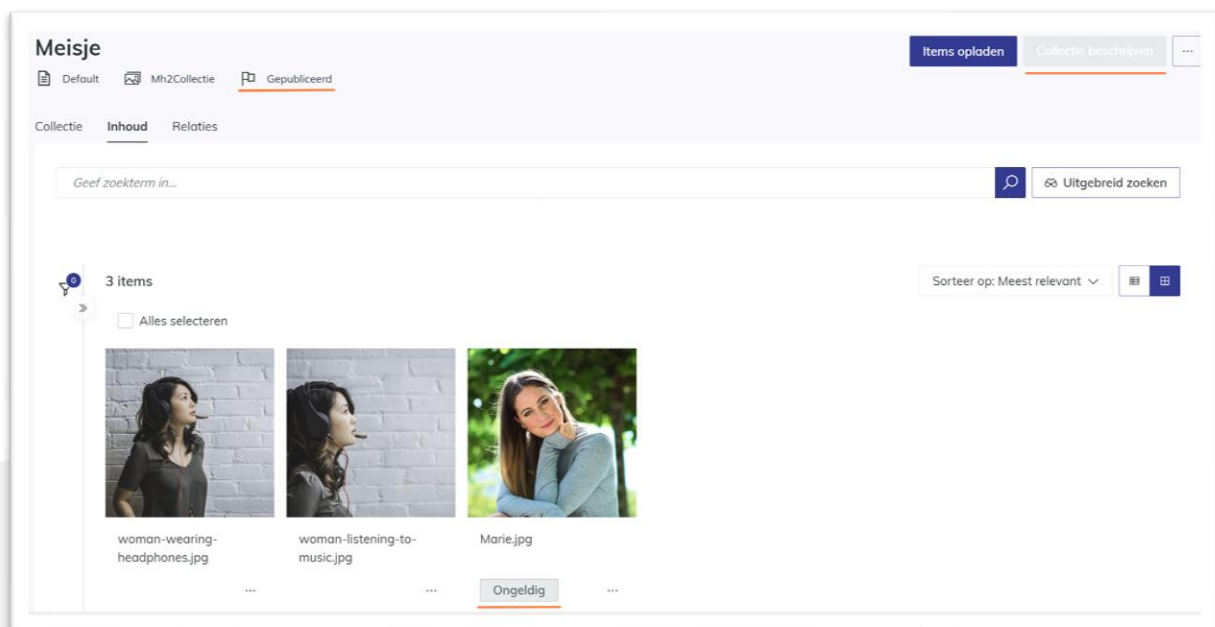 Meisje
Items opladen
Collectie beschrijven
...
Default
Mh2Collectie
Gepubliceerd
Collectie
Inhoud
Relaties
Geef zoekterm in...
Uitgebreid zoeken
0
3 items
Sorteer op: Meest relevant
Alles selecteren
woman-wearing-
headphones.jpg
...
woman-listening-to-
music.jpg
...
Marie.jpg
Ongeldig
...